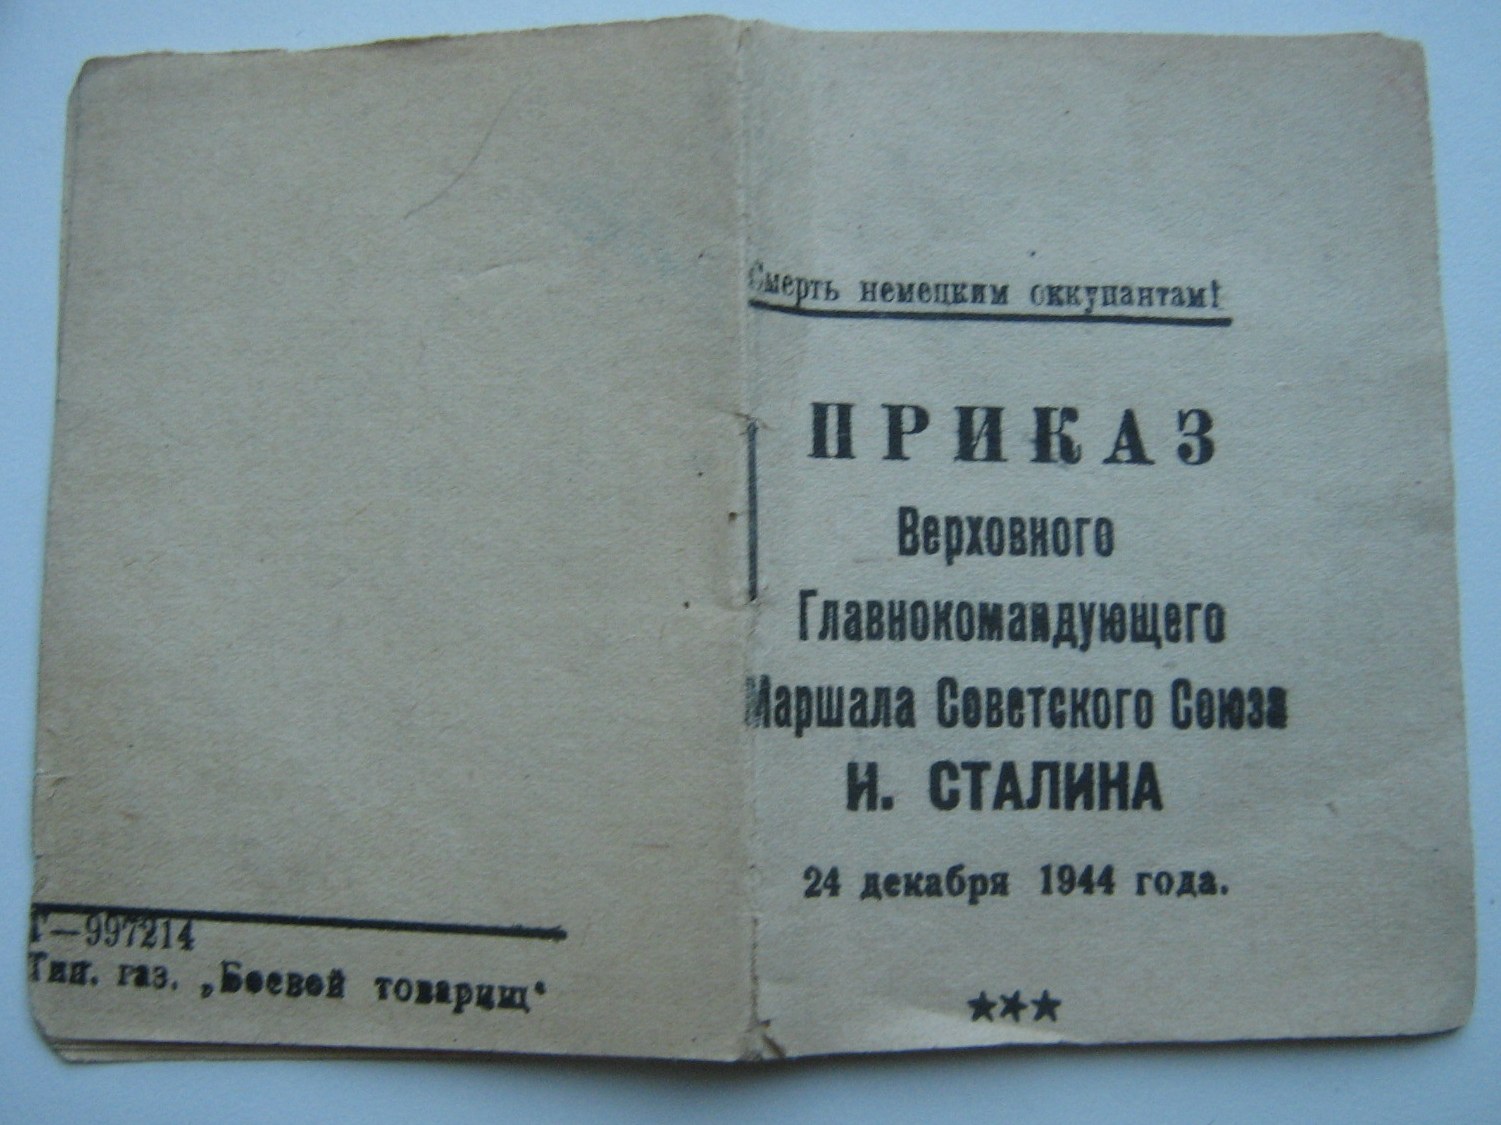 Г—997214
Тип. газ. „Боевой товарищ“
Смерть немецким оккупантам!
ПРИКАЗ
Верховного
Главнокомандующего
Маршала Советского Союза
И. СТАЛИНА
24 декабря 1944 года.
★★★